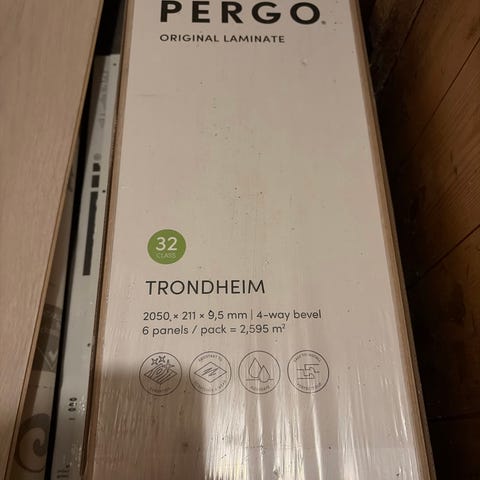 PERGO®
ORIGINAL LAMINATE
32
CLASS
TRONDHEIM
2050 × 211 × 9,5 mm | 4-way bevel
6 panels / pack = 2,595 m²